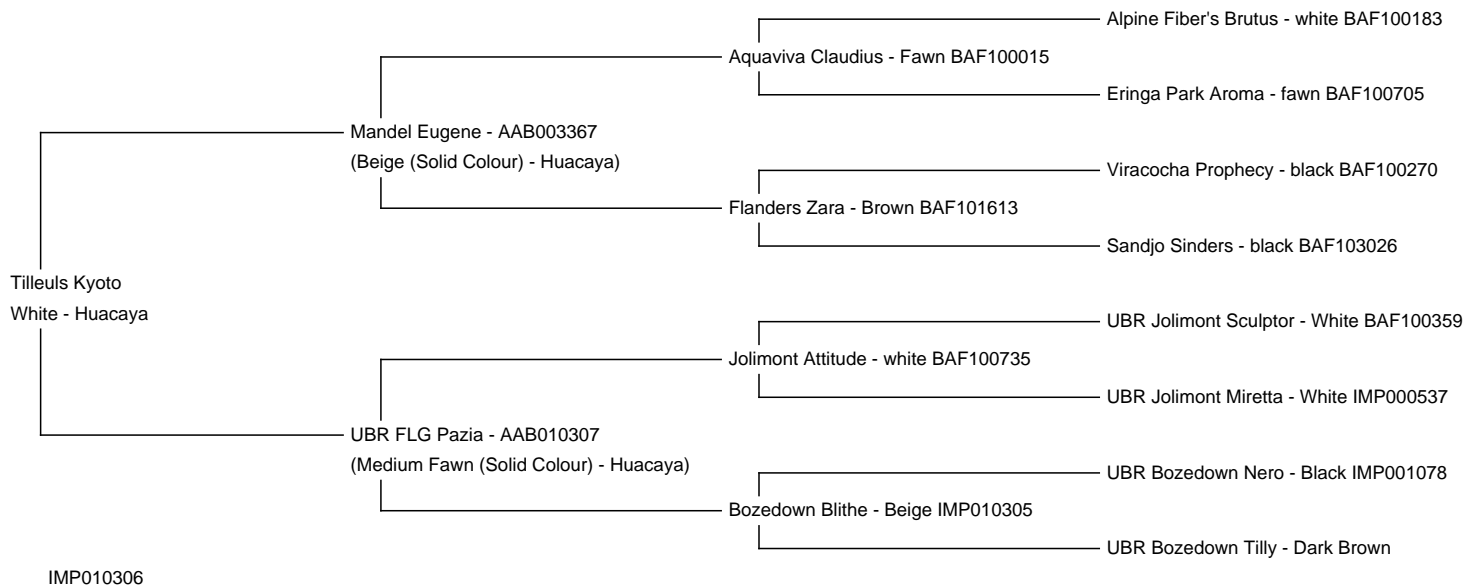 Alpine Fiber's Brutus - white BAF100183
Aquaviva Claudius - Fawn BAF100015
Eringa Park Aroma - fawn BAF100705
Mandel Eugene - AAB003367
(Beige (Solid Colour) - Huacaya)
Viracocha Prophecy - black BAF100270
Flanders Zara - Brown BAF101613
Sandjo Sinders - black BAF103026
Tilleuls Kyoto
White - Huacaya
UBR Jolimont Sculptor - White BAF100359
Jolimont Attitude - white BAF100735
UBR Jolimont Miretta - White IMP000537
UBR FLG Pazia - AAB010307
(Medium Fawn (Solid Colour) - Huacaya)
UBR Bozedown Nero - Black IMP001078
Bozedown Blithe - Beige IMP010305
UBR Bozedown Tilly - Dark Brown
IMP010306